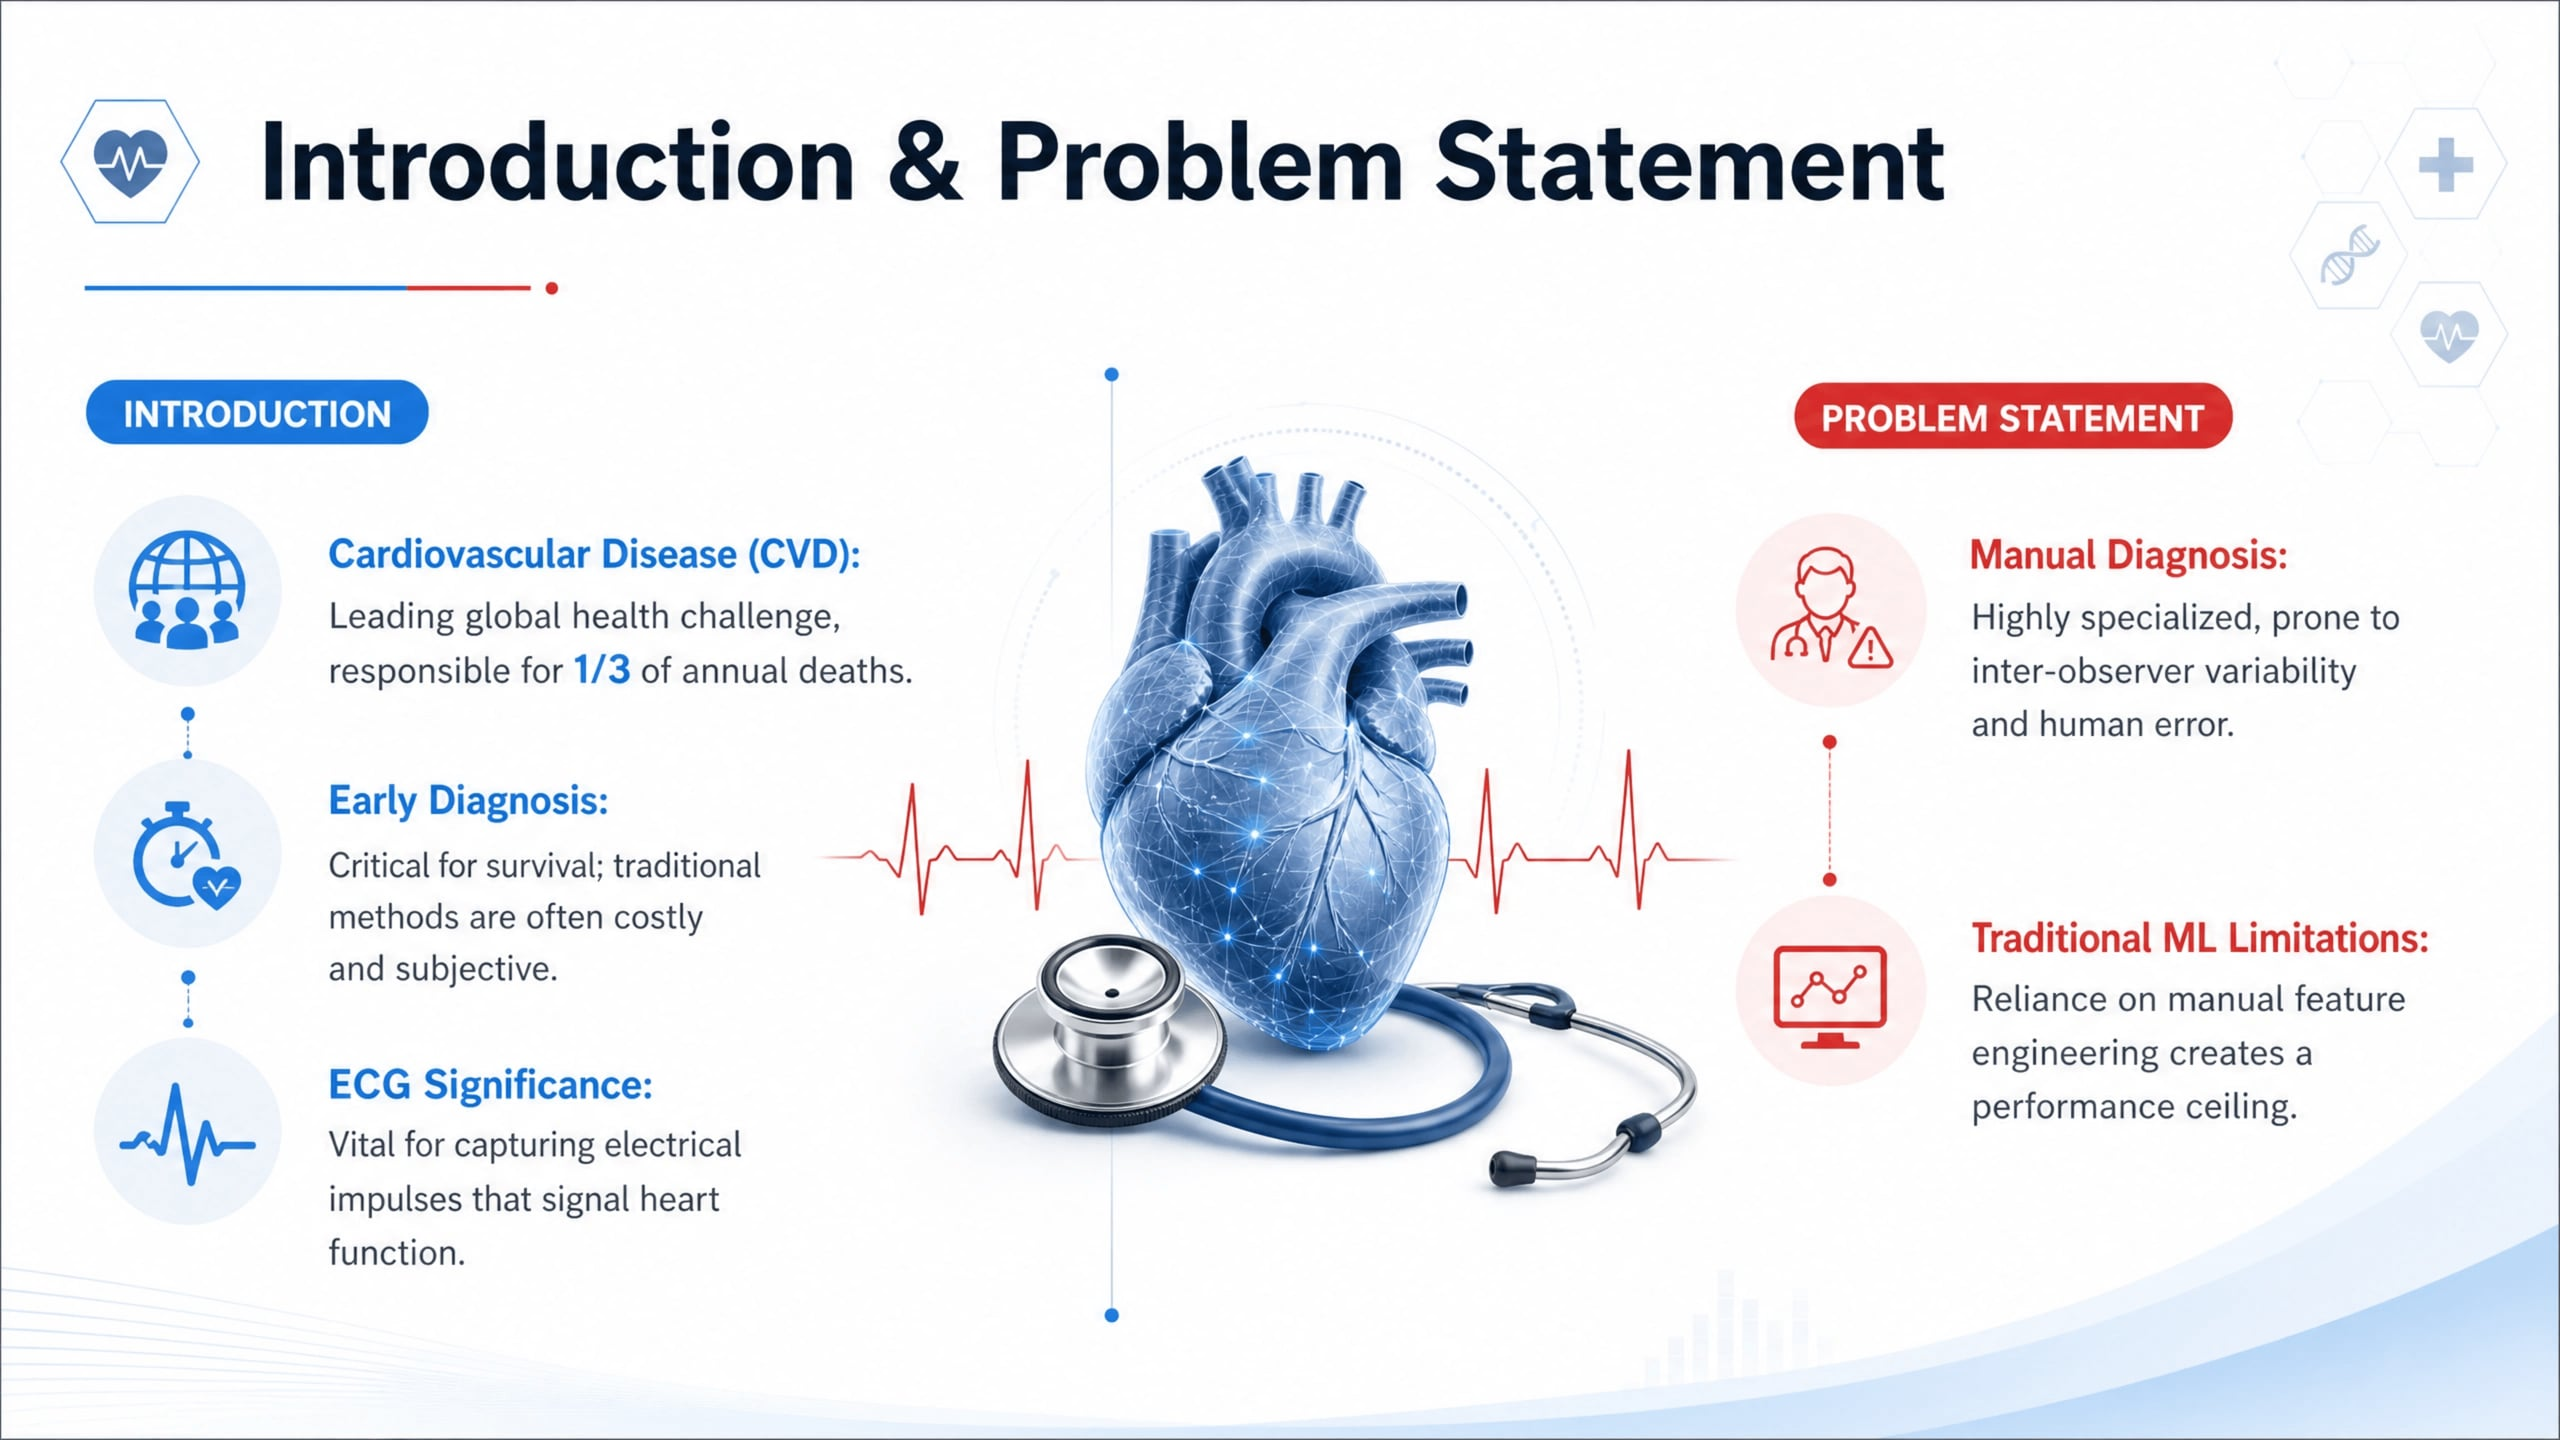 Introduction & Problem Statement
INTRODUCTION
Cardiovascular Disease (CVD):
Leading global health challenge,
responsible for 1/3 of annual deaths.
Early Diagnosis:
Critical for survival; traditional
methods are often costly
and subjective.
ECG Significance:
Vital for capturing electrical
impulses that signal heart
function.
PROBLEM STATEMENT
Manual Diagnosis:
Highly specialized, prone to
inter-observer variability
and human error.
Traditional ML Limitations:
Reliance on manual feature
engineering creates a
performance ceiling.